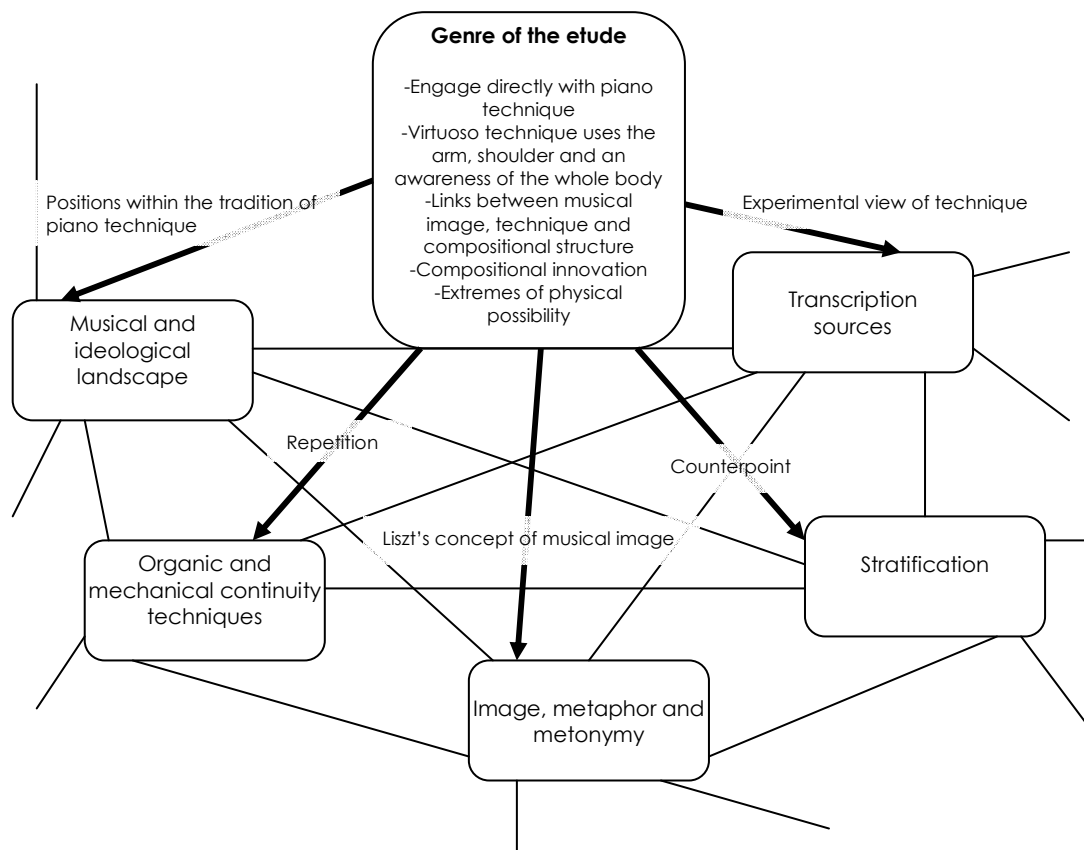 Genre of the etude
-Engage directly with piano
technique
-Virtuoso technique uses the
arm, shoulder and an
awareness of the whole body
-Links between musical
image, technique and
compositional structure
-Compositional innovation
-Extremes of physical
possibility
Positions within the tradition of
piano technique
Experimental view of technique
Musical and
ideological
landscape
Transcription
sources
Repetition
Counterpoint
Liszt’s concept of musical image
Organic and
mechanical continuity
techniques
Stratification
Image, metaphor and
metonymy